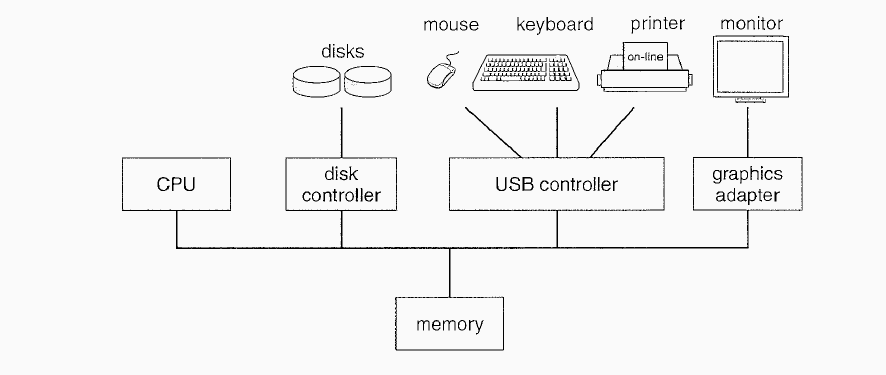 mouse
keyboard
printer
monitor
disks
on-line
CPU
disk
controller
USB controller
graphics
adapter
memory